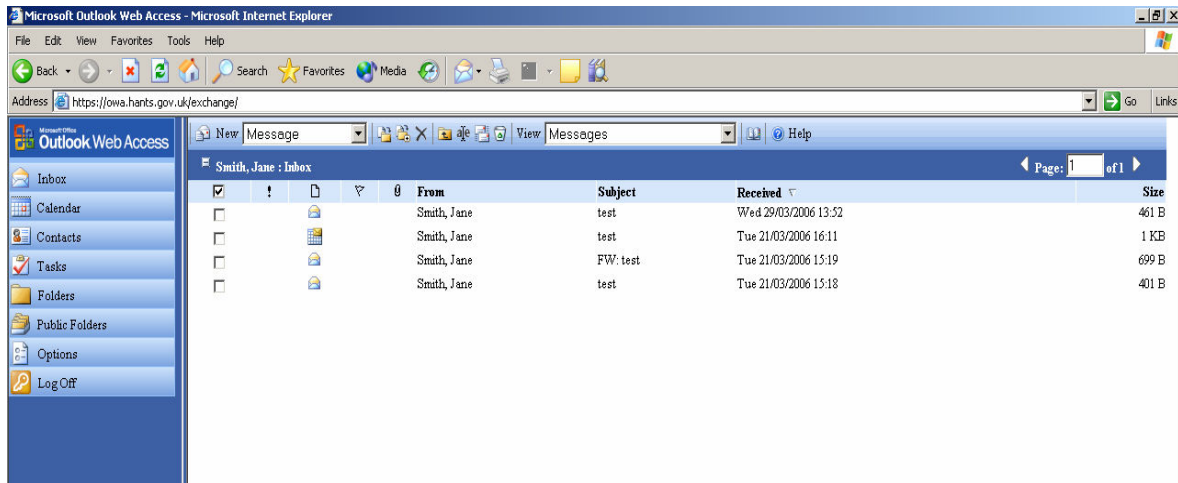 Microsoft Outlook Web Access - Microsoft Internet Explorer
File Edit View Favorites Tools Help
Back Search Favorites Media
Address https://owa.hants.gov.uk/exchange/ Go Links
Microsoft Office
Outlook Web Access
New Message View Messages Help
Smith, Jane : Inbox Page: 1 of 1
! From Subject Received Size
Smith, Jane test Wed 29/03/2006 13:52 461 B
Smith, Jane test Tue 21/03/2006 16:11 1 KB
Smith, Jane FW: test Tue 21/03/2006 15:19 699 B
Smith, Jane test Tue 21/03/2006 15:18 401 B
Inbox
Calendar
Contacts
Tasks
Folders
Public Folders
Options
Log Off